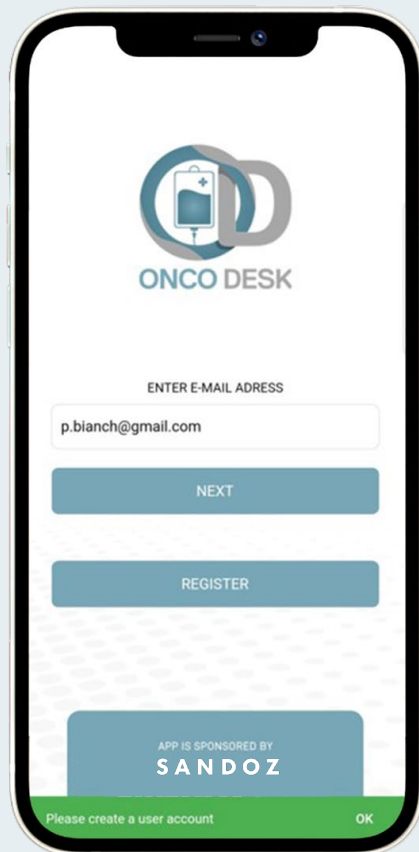 ONCO DESK
ENTER E-MAIL ADRESS
p.bianch@gmail.com
NEXT
REGISTER
APP IS SPONSORED BY
SANDOZ
Please create a user account OK